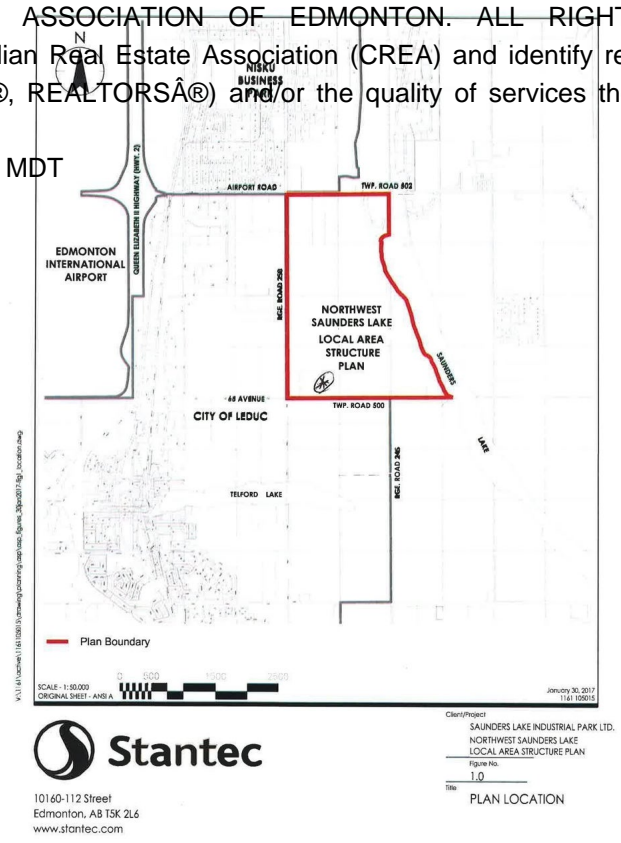 ASSOCIATION OF EDMONTON. ALL RIGHT
dian Real Estate Association (CREA) and identify re
®, REALTORSÂ®) and/or the quality of services th
MDT
N
NISKU
BUSINESS
PARK
QUEEN ELIZABETH II HIGHWAY (HWY. 2)
AIRPORT ROAD
TWP. ROAD 502
EDMONTON
INTERNATIONAL
AIRPORT
RGE. ROAD 250
NORTHWEST
SAUNDERS LAKE
LOCAL AREA
STRUCTURE
PLAN
SAUNDERS
LAKE
65 AVENUE
CITY OF LEDUC
TWP. ROAD 500
RGE. ROAD 245
TELFORD LAKE
Plan Boundary
SCALE - 1:50.000
ORIGINAL SHEET - ANSI A
0 500 1500 2500
January 30, 2017
1161 105015
Stantec
10160-112 Street
Edmonton, AB T5K 2L6
www.stantec.com
Client/Project
SAUNDERS LAKE INDUSTRIAL PARK LTD.
NORTHWEST SAUNDERS LAKE
LOCAL AREA STRUCTURE PLAN
Figure No.
1.0
Title
PLAN LOCATION